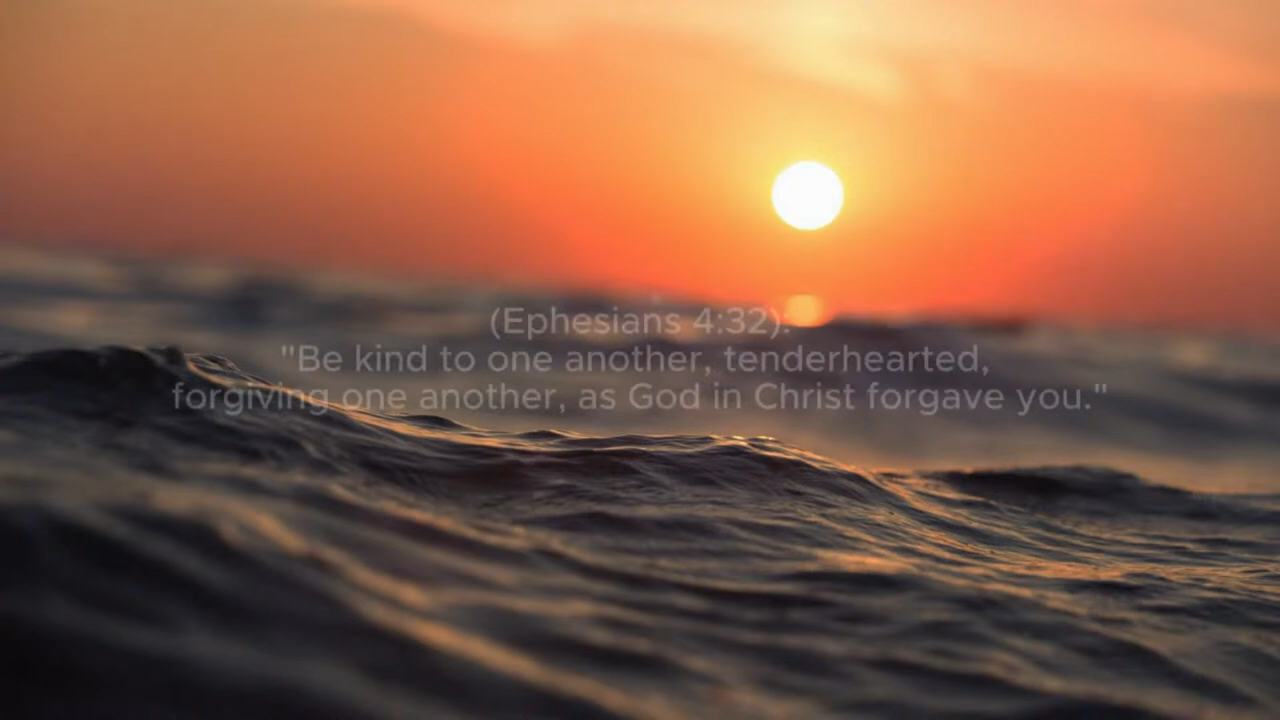 (Ephesians 4:32):
"Be kind to one another, tenderhearted,
forgiving one another, as God in Christ forgave you."